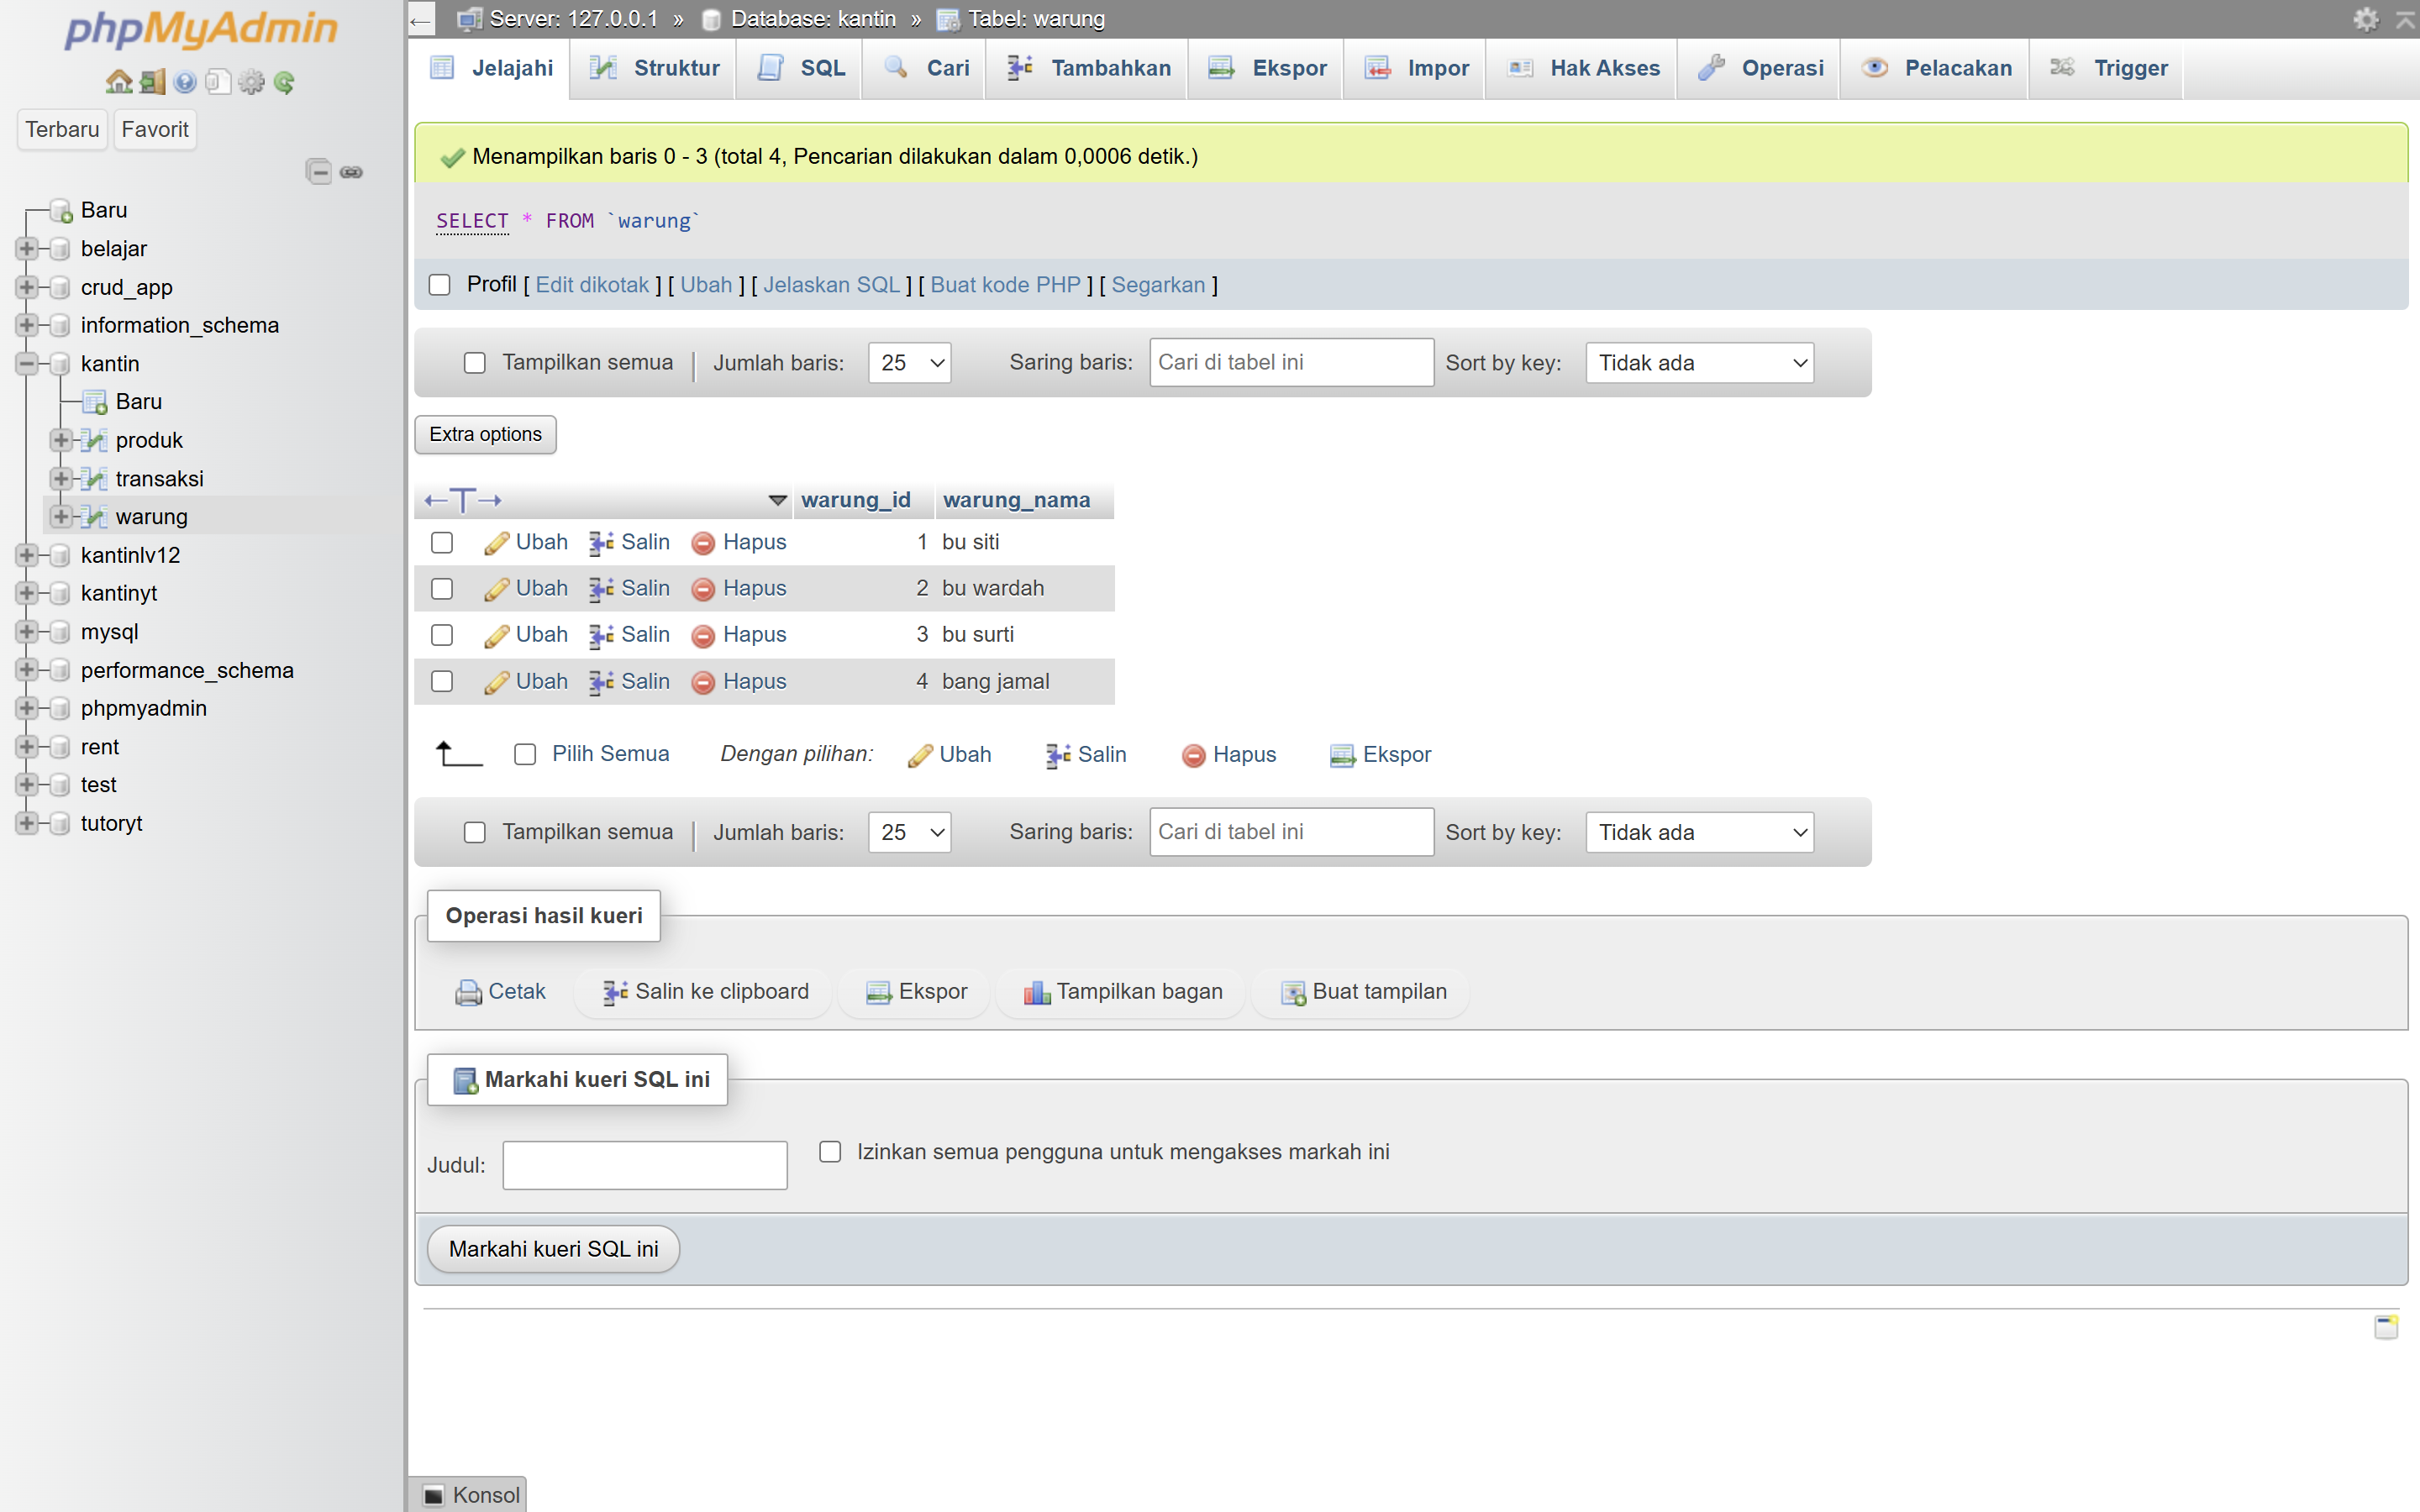 phpMyAdmin
Terbaru Favorit
Baru
belajar
crud_app
information_schema
kantin
Baru
produk
transaksi
warung
kantinlv12
kantinyt
mysql
performance_schema
phpmyadmin
rent
test
tutoryt
← Server: 127.0.0.1 » Database: kantin » Tabel: warung
Jelajahi Struktur SQL Cari Tambahkan Ekspor Impor Hak Akses Operasi Pelacakan Trigger
Menampilkan baris 0 - 3 (total 4, Pencarian dilakukan dalam 0,0006 detik.)
SELECT * FROM `warung`
Profil [ Edit dikotak ] [ Ubah ] [ Jelaskan SQL ] [ Buat kode PHP ] [ Segarkan ]
Tampilkan semua | Jumlah baris: 25 Saring baris: Cari di tabel ini Sort by key: Tidak ada
Extra options
←T→ warung_id warung_nama
Ubah Salin Hapus 1 bu siti
Ubah Salin Hapus 2 bu wardah
Ubah Salin Hapus 3 bu surti
Ubah Salin Hapus 4 bang jamal
Pilih Semua Dengan pilihan: Ubah Salin Hapus Ekspor
Tampilkan semua | Jumlah baris: 25 Saring baris: Cari di tabel ini Sort by key: Tidak ada
Operasi hasil kueri
Cetak Salin ke clipboard Ekspor Tampilkan bagan Buat tampilan
Markahi kueri SQL ini
Judul: Izinkan semua pengguna untuk mengakses markah ini
Markahi kueri SQL ini
Konsol